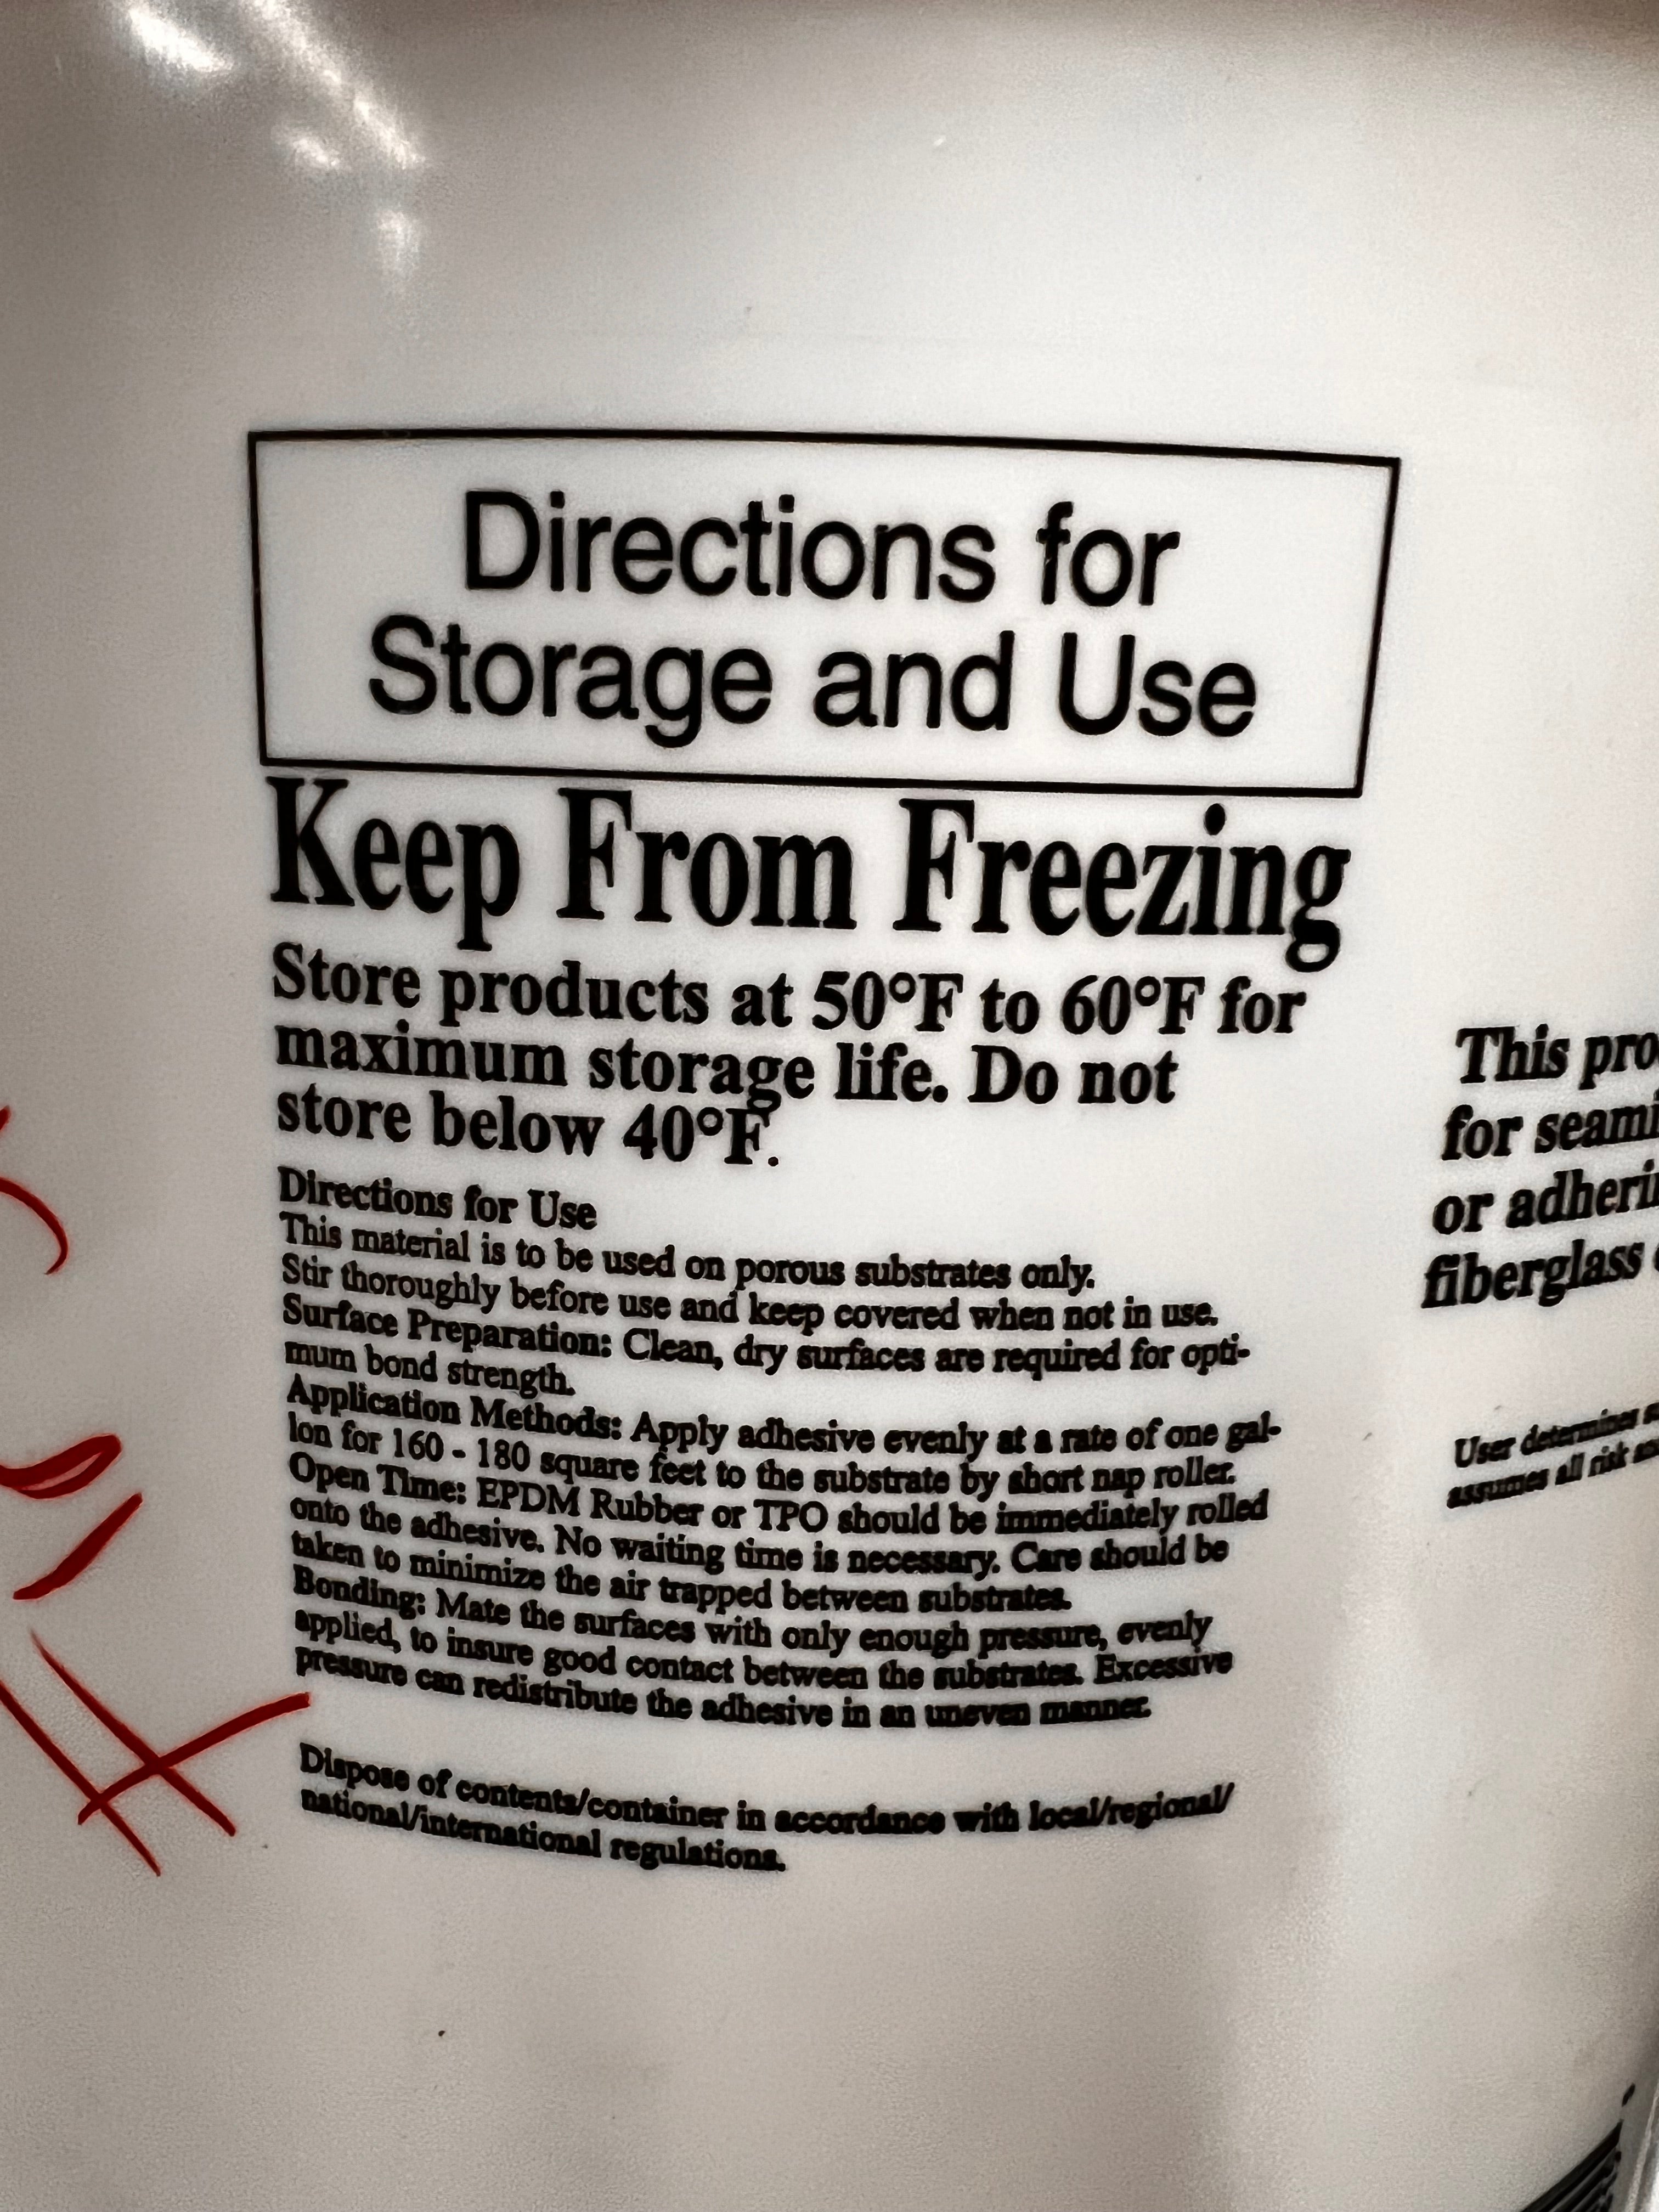 Directions for
Storage and Use
Keep From Freezing
Store products at 50°F to 60°F for
maximum storage life. Do not
store below 40°F.
Directions for Use
This material is to be used on porous substrates only.
Stir thoroughly before use and keep covered when not in use.
Surface Preparation: Clean, dry surfaces are required for opti-
mum bond strength.
Application Methods: Apply adhesive evenly at a rate of one gal-
lon for 160 - 180 square feet to the substrate by short nap roller.
Open Time: EPDM Rubber or TPO should be immediately rolled
onto the adhesive. No waiting time is necessary. Care should be
taken to minimize the air trapped between substrates.
Bonding: Mate the surfaces with only enough pressure, evenly
applied, to insure good contact between the substrates. Excessive
pressure can redistribute the adhesive in an uneven manner.
Dispose of contents/container in accordance with local/regional/
national/international regulations.
This
for
or
fiberglass
User determines
assumes all risk